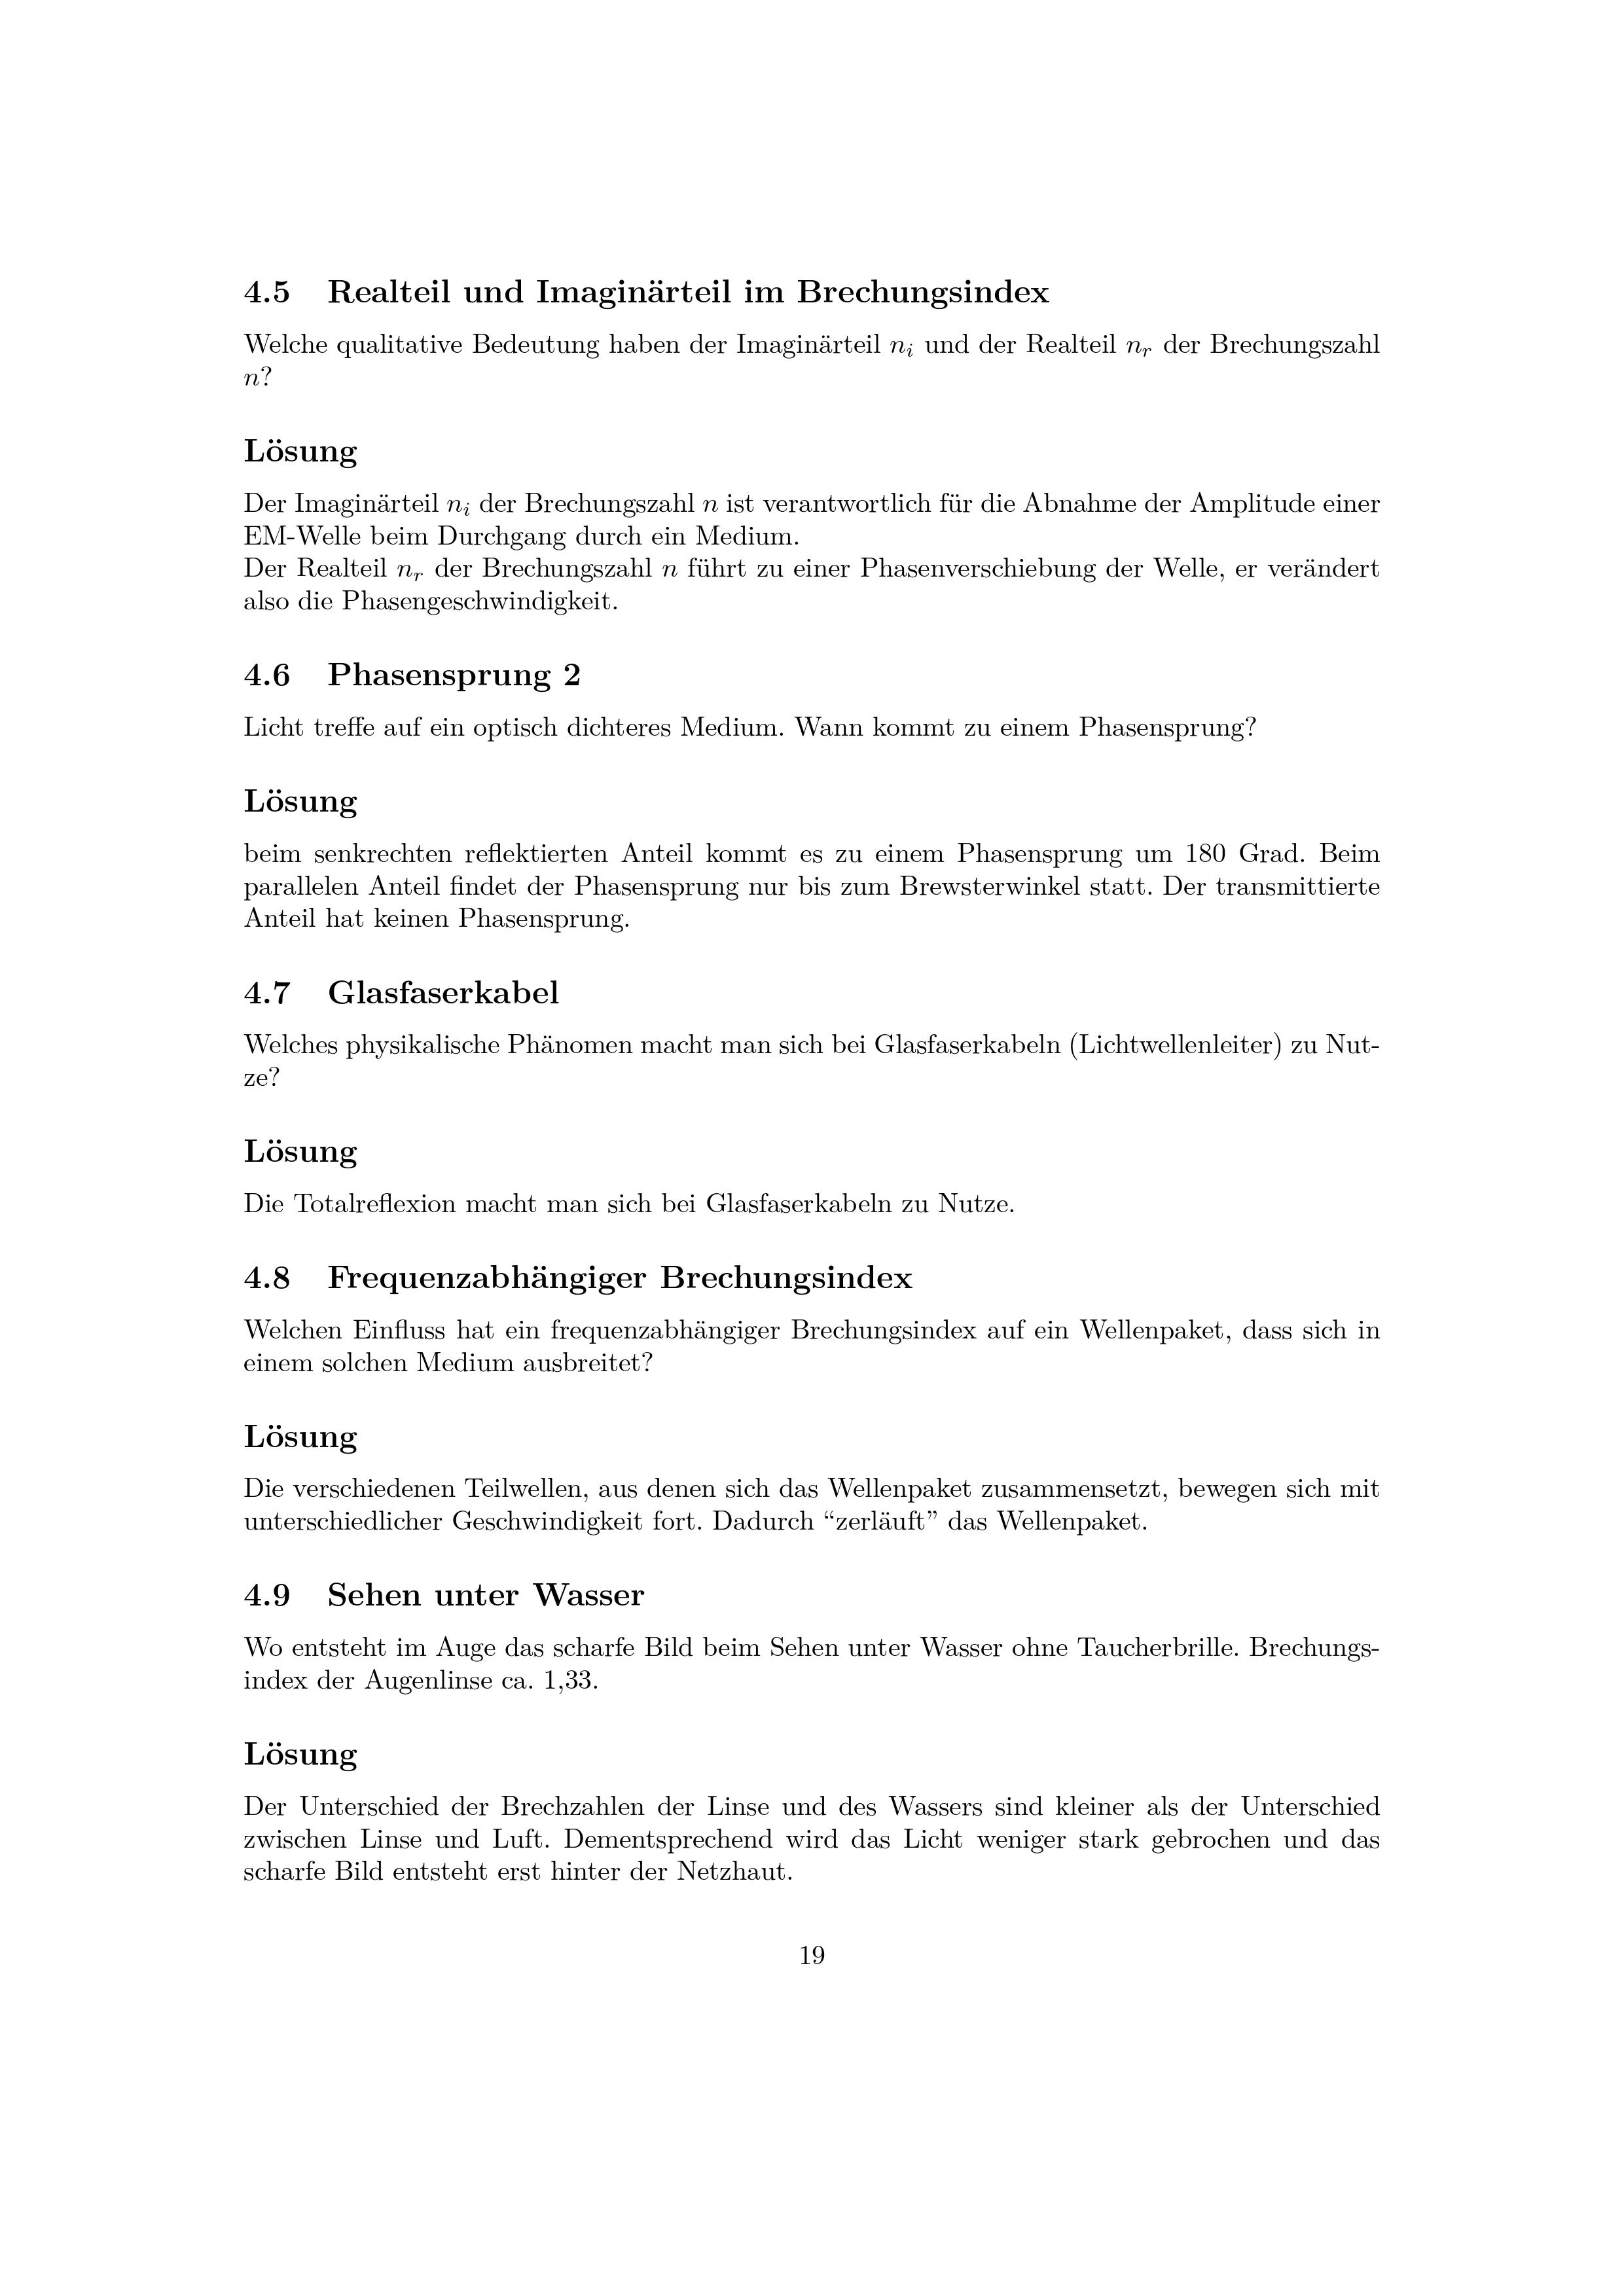 4.5 Realteil und Imaginärteil im Brechungsindex
Welche qualitative Bedeutung haben der Imaginärteil n_i und der Realteil n_r der Brechungszahl
n?
Lösung
Der Imaginärteil n_i der Brechungszahl n ist verantwortlich für die Abnahme der Amplitude einer
EM-Welle beim Durchgang durch ein Medium.
Der Realteil n_r der Brechungszahl n führt zu einer Phasenverschiebung der Welle, er verändert
also die Phasengeschwindigkeit.
4.6 Phasensprung 2
Licht treffe auf ein optisch dichteres Medium. Wann kommt zu einem Phasensprung?
Lösung
beim senkrechten reflektierten Anteil kommt es zu einem Phasensprung um 180 Grad. Beim
parallelen Anteil findet der Phasensprung nur bis zum Brewsterwinkel statt. Der transmittierte
Anteil hat keinen Phasensprung.
4.7 Glasfaserkabel
Welches physikalische Phänomen macht man sich bei Glasfaserkabeln (Lichtwellenleiter) zu Nut-
ze?
Lösung
Die Totalreflexion macht man sich bei Glasfaserkabeln zu Nutze.
4.8 Frequenzabhängiger Brechungsindex
Welchen Einfluss hat ein frequenzabhängiger Brechungsindex auf ein Wellenpaket, dass sich in
einem solchen Medium ausbreitet?
Lösung
Die verschiedenen Teilwellen, aus denen sich das Wellenpaket zusammensetzt, bewegen sich mit
unterschiedlicher Geschwindigkeit fort. Dadurch “zerläuft” das Wellenpaket.
4.9 Sehen unter Wasser
Wo entsteht im Auge das scharfe Bild beim Sehen unter Wasser ohne Taucherbrille. Brechungs-
index der Augenlinse ca. 1,33.
Lösung
Der Unterschied der Brechzahlen der Linse und des Wassers sind kleiner als der Unterschied
zwischen Linse und Luft. Dementsprechend wird das Licht weniger stark gebrochen und das
scharfe Bild entsteht erst hinter der Netzhaut.
19